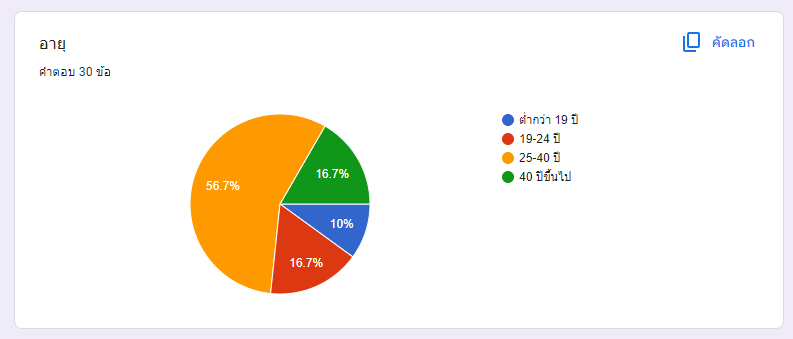 อายุ
คัดลอก
คำตอบ 30 ข้อ
ต่ำกว่า 19 ปี
19-24 ปี
25-40 ปี
40 ปีขึ้นไป
56.7%
16.7%
10%
16.7%